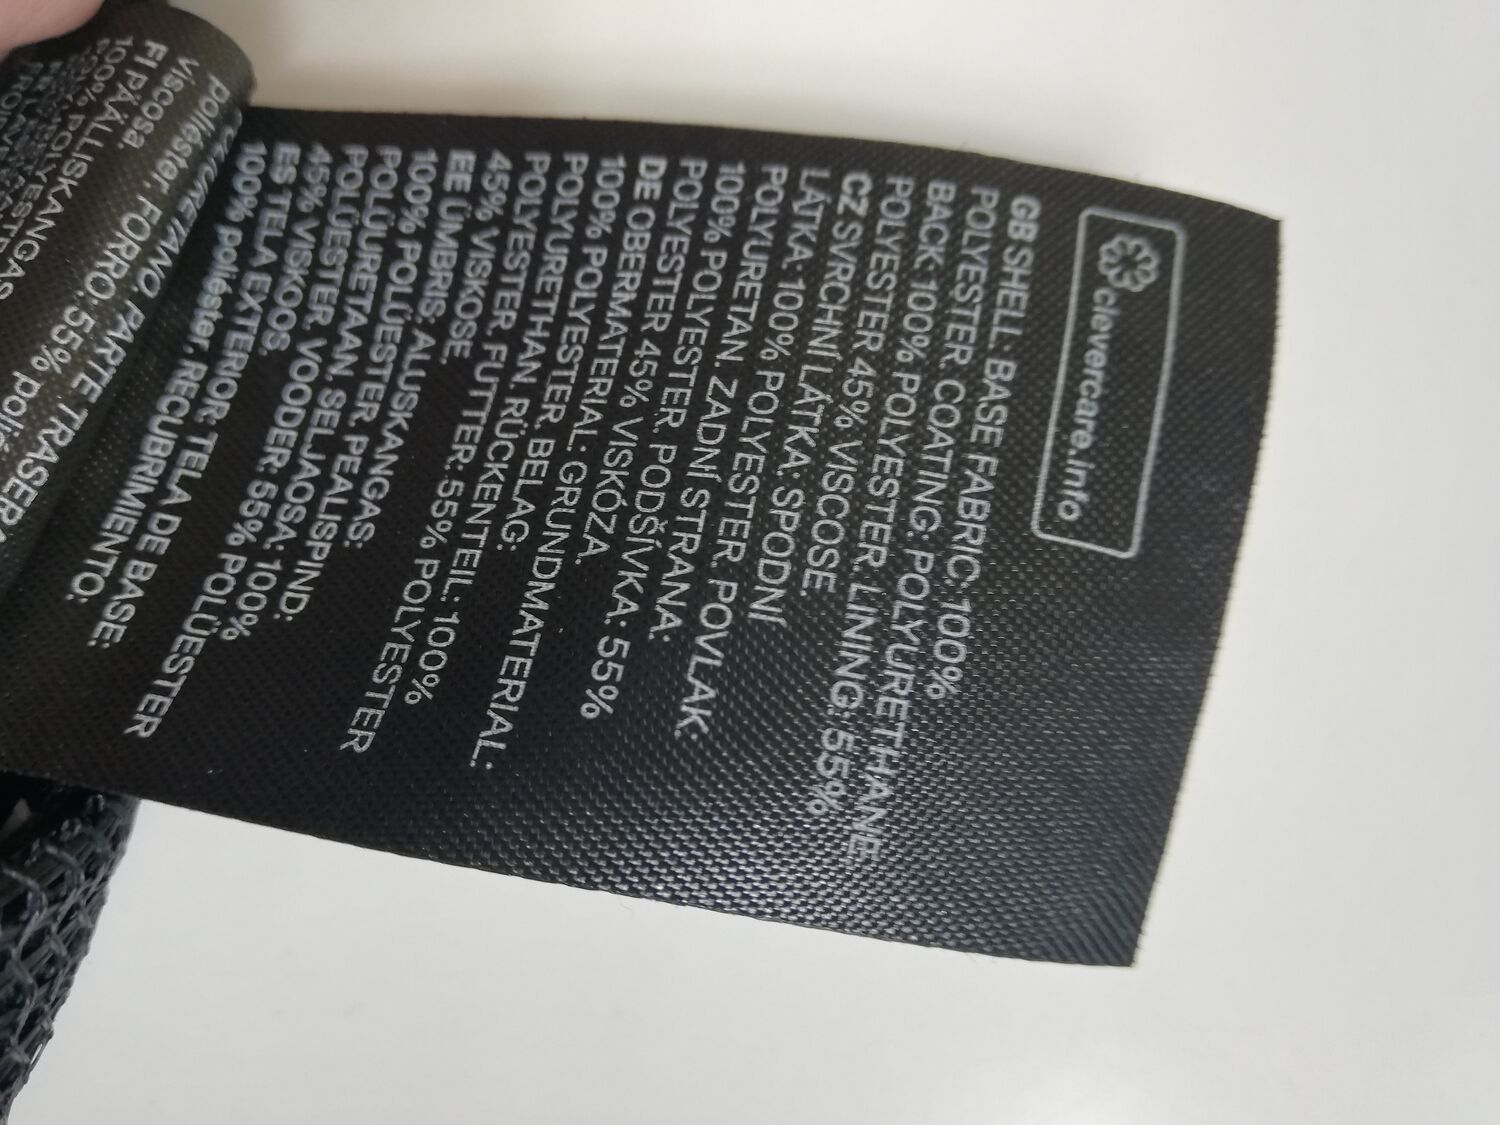 clevercare.info
GB SHELL: BASE FABRIC: 100%
POLYESTER. COATING: POLYURETHANE.
BACK: 100% POLYESTER. LINING: 55%
POLYESTER 45% VISCOSE.
CZ SVRCHNÍ LÁTKA: SPODNÍ
LÁTKA: 100% POLYESTER. POVLAK:
POLYURETAN. ZADNÍ STRANA:
100% POLYESTER. PODŠÍVKA: 55%
POLYESTER 45% VISKÓZA.
DE OBERMATERIAL: GRUNDMATERIAL:
100% POLYESTER. BELAG:
POLYURETHAN. RÜCKENTEIL: 100%
POLYESTER. FUTTER: 55% POLYESTER
45% VISKOSE.
EE ÜMBRIS: ALUSKANGAS:
100% POLÜESTER. PEALISPIND:
POLÜURETAAN. SELJAOSA: 100%
POLÜESTER. VOODER: 55% POLÜESTER
45% VISKOOS.
ES TELA EXTERIOR: TELA DE BASE:
100% poliéster. RECUBRIMIENTO:
PARTE TRASERA
poliéster. FORRO: 55%
viscosa.
FI PÄÄLLISKANGAS
100% POLYESTER